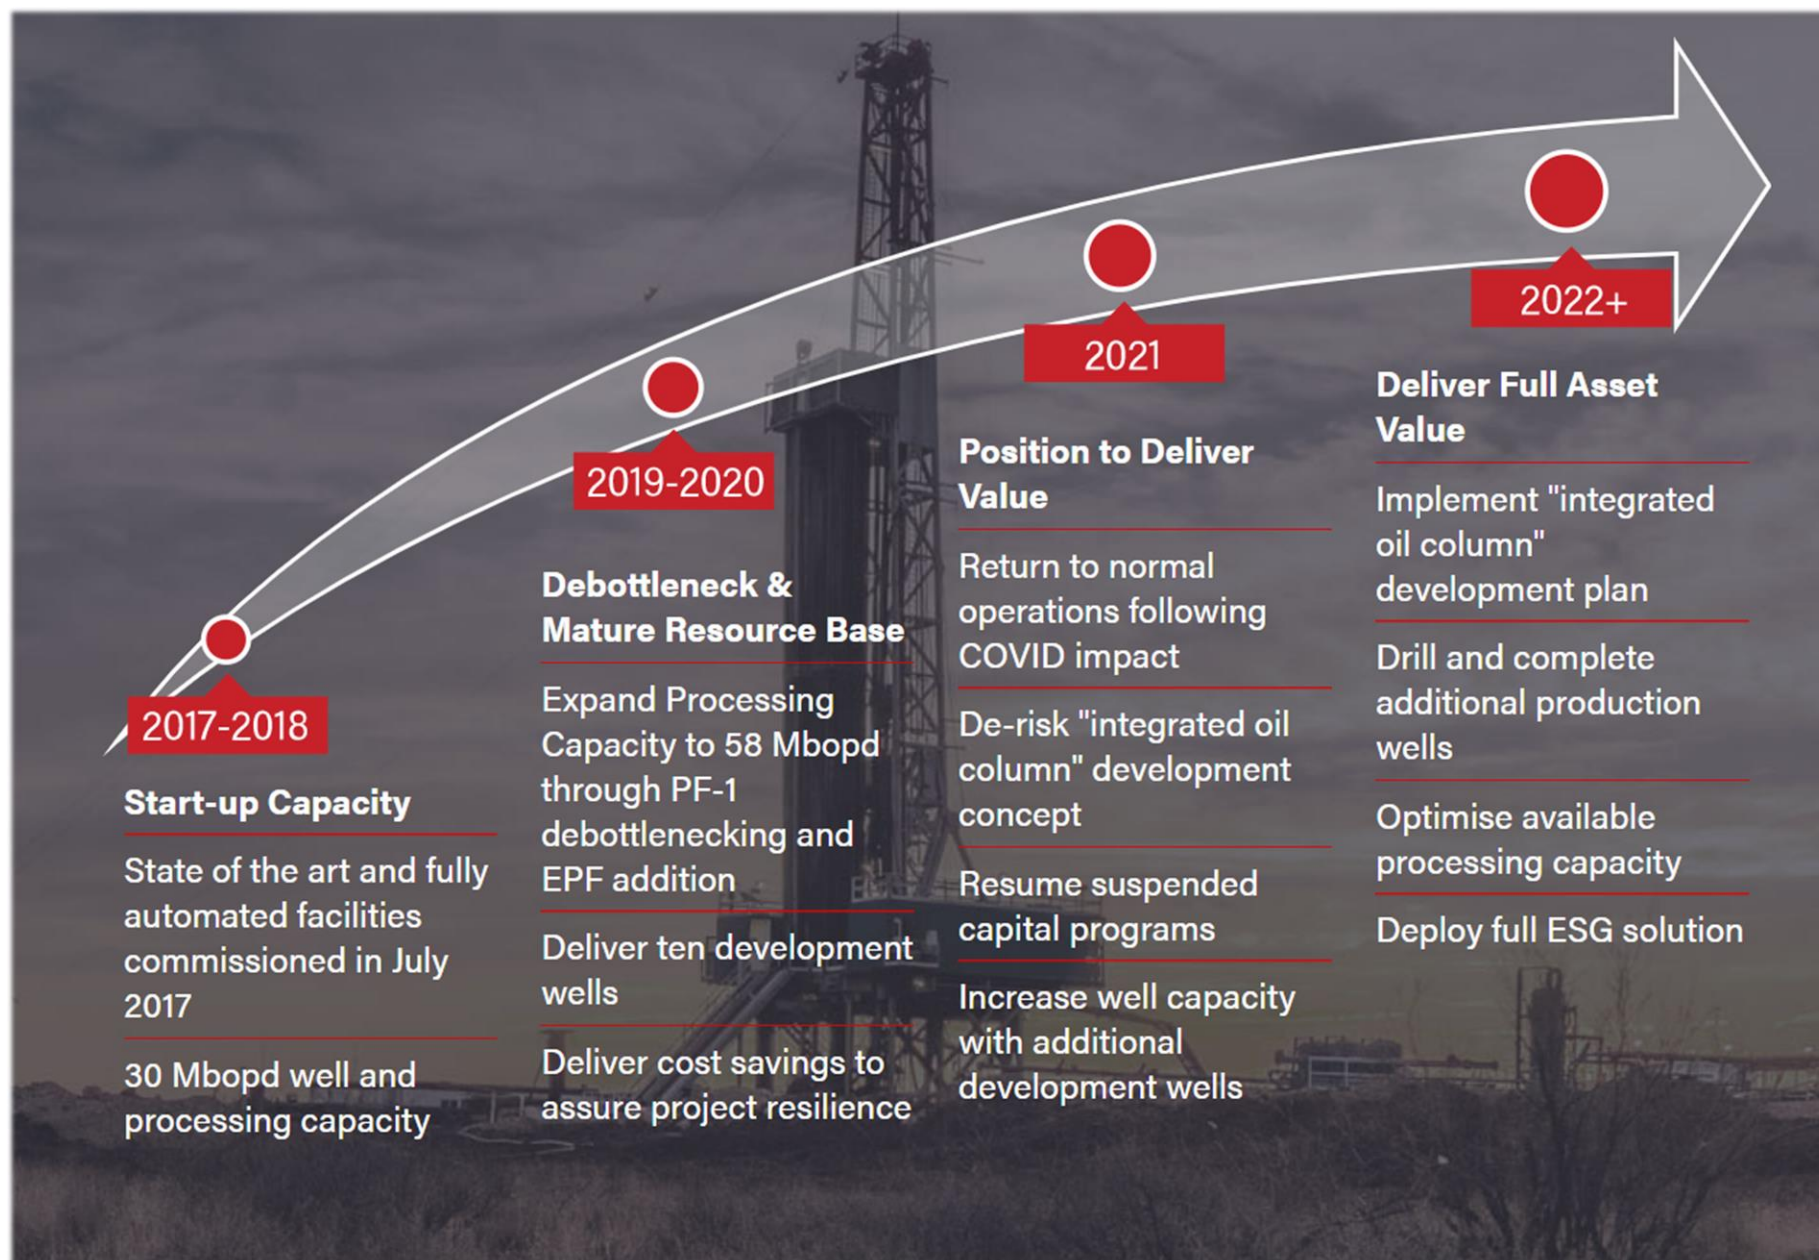 2017-2018
Start-up Capacity
State of the art and fully
automated facilities
commissioned in July
2017
30 Mbopd well and
processing capacity
2019-2020
Debottleneck &
Mature Resource Base
Expand Processing
Capacity to 58 Mbopd
through PF-1
debottlenecking and
EPF addition
Deliver ten development
wells
Deliver cost savings to
assure project resilience
2021
Position to Deliver
Value
Return to normal
operations following
COVID impact
De-risk "integrated oil
column" development
concept
Resume suspended
capital programs
Increase well capacity
with additional
development wells
2022+
Deliver Full Asset
Value
Implement "integrated
oil column"
development plan
Drill and complete
additional production
wells
Optimise available
processing capacity
Deploy full ESG solution